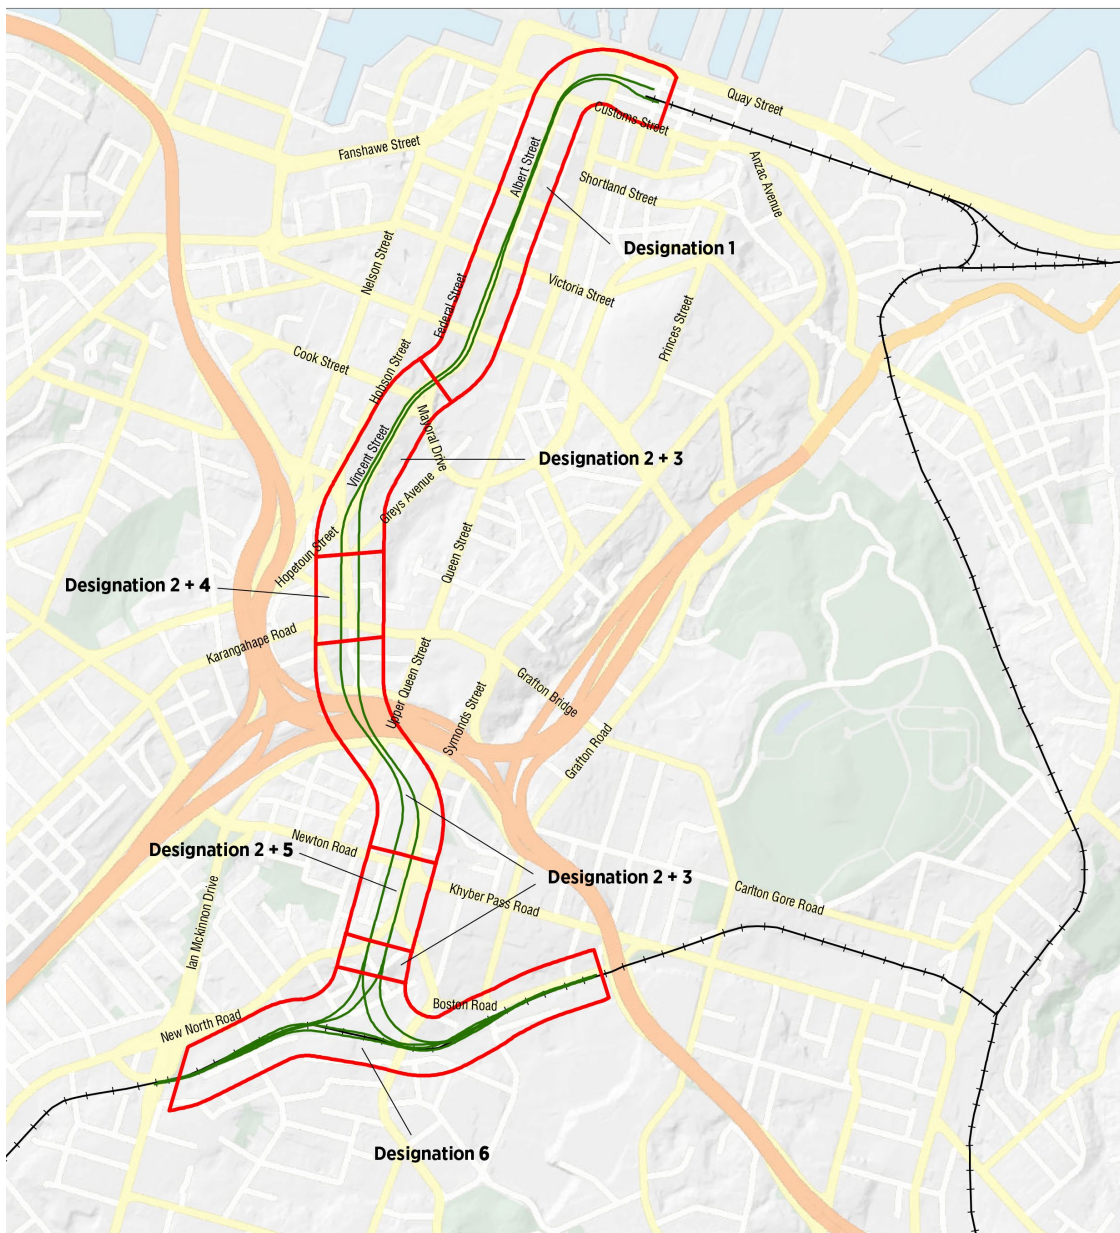 Quay Street
Customs Street
Fanshawe Street
Anzac Avenue
Albert Street
Shortland Street
Designation 1
Nelson Street
Victoria Street
Federal Street
Princes Street
Cook Street
Hobson Street
Mayoral Drive
Vincent Street
Designation 2 + 3
Greys Avenue
Queen Street
Hopetoun Street
Designation 2 + 4
Karangahape Road
Upper Queen Street
Grafton Bridge
Symonds Street
Grafton Road
Newton Road
Designation 2 + 5
Designation 2 + 3
Khyber Pass Road
Carlton Gore Road
Ian Mckinnon Drive
Boston Road
New North Road
Designation 6